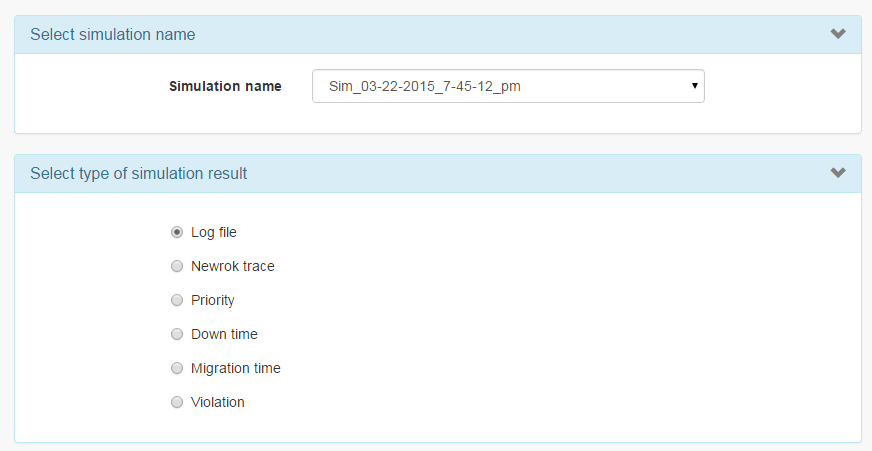 Select simulation name
Simulation name Sim_03-22-2015_7-45-12_pm
Select type of simulation result
Log file
Newrok trace
Priority
Down time
Migration time
Violation